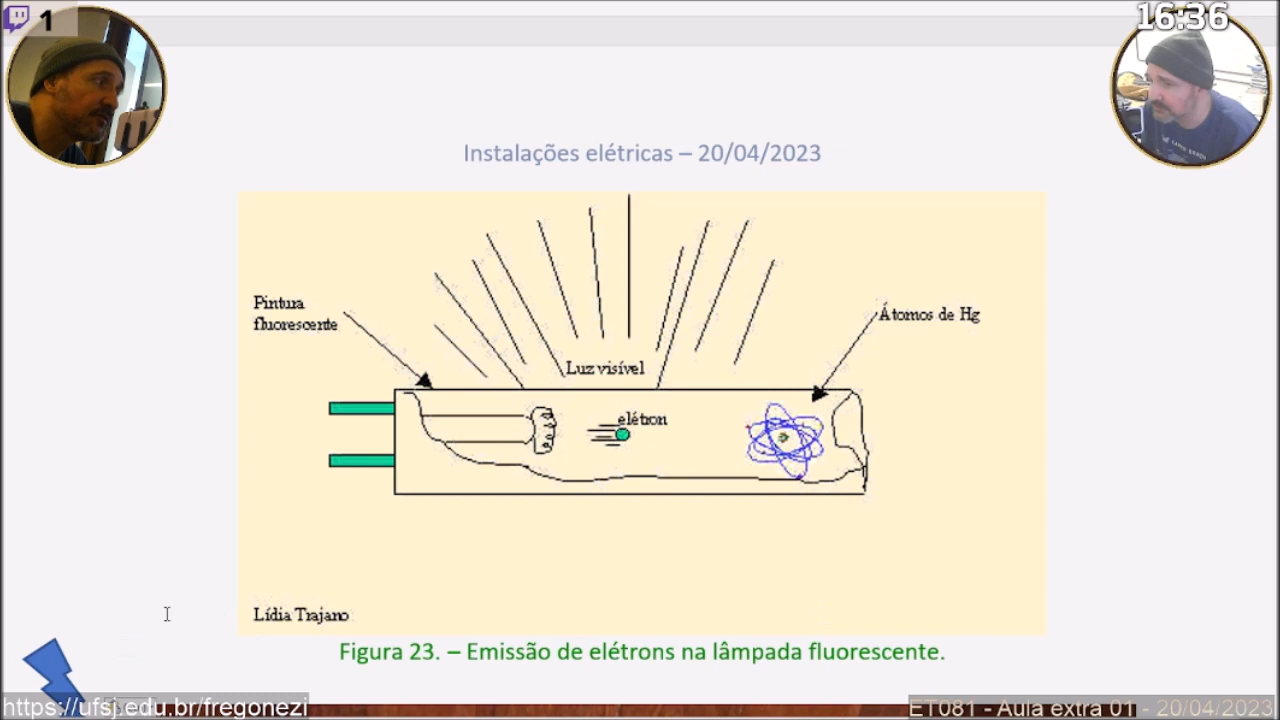 1
16:36
Instalações elétricas – 20/04/2023
Pintura
fluorescente
Átomos de Hg
Luz visível
elétron
Lídia Trajano
Figura 23. – Emissão de elétrons na lâmpada fluorescente.
https://ufsj.edu.br/fregonezi
ET081 - Aula extra 01 - 20/04/2023